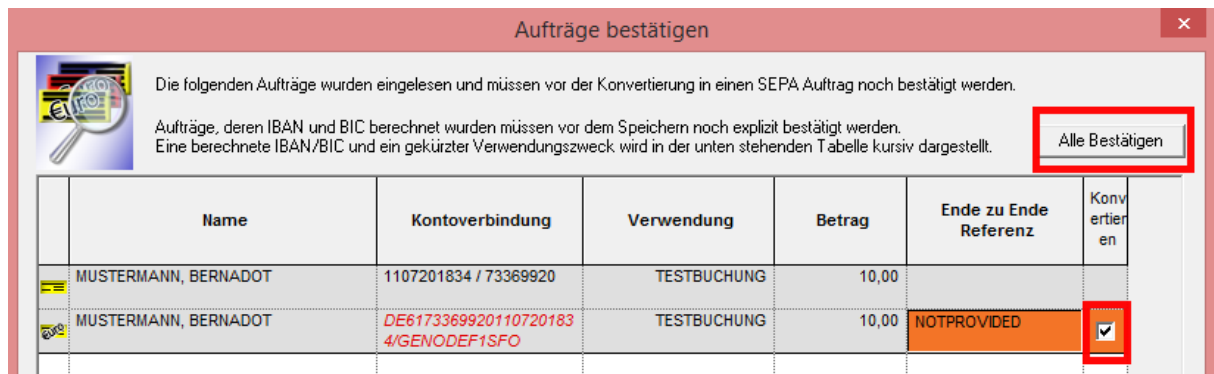 Aufträge bestätigen
Die folgenden Aufträge wurden eingelesen und müssen vor der Konvertierung in einen SEPA Auftrag noch bestätigt werden.
Aufträge, deren IBAN und BIC berechnet wurden müssen vor dem Speichern noch explizit bestätigt werden.
Eine berechnete IBAN/BIC und ein gekürzter Verwendungszweck wird in der unten stehenden Tabelle kursiv dargestellt.
Alle Bestätigen
Name Kontoverbindung Verwendung Betrag Ende zu Ende Referenz Konv ertier en
MUSTERMANN, BERNADOT 1107201834 / 73369920 TESTBUCHUNG 10,00
MUSTERMANN, BERNADOT DE6173369920110720183 TESTBUCHUNG 10,00 NOTPROVIDED
4/GENODEF1SFO